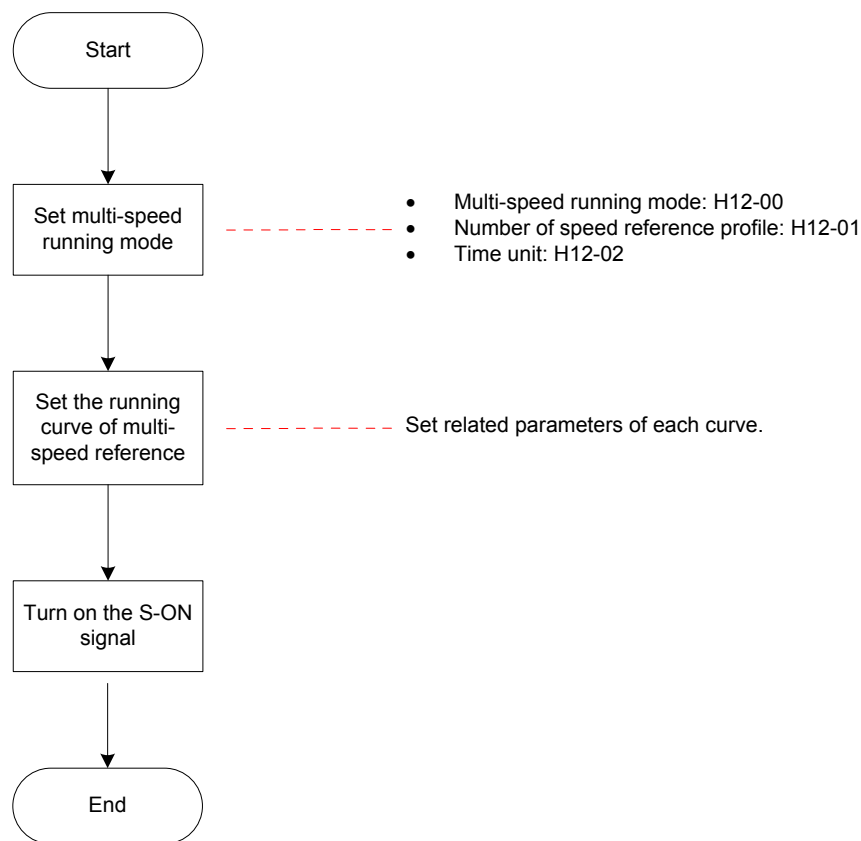 Start
Set multi-speed
running mode
• Multi-speed running mode: H12-00
• Number of speed reference profile: H12-01
• Time unit: H12-02
Set the running
curve of multi-
speed reference
Set related parameters of each curve.
Turn on the S-ON
signal
End